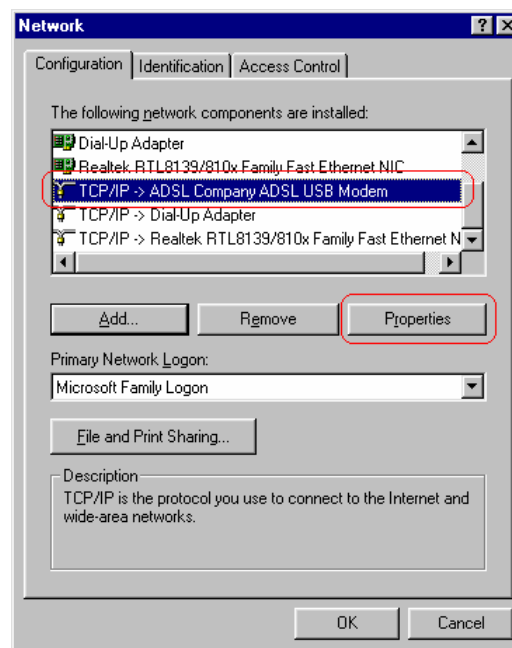 Network
Configuration Identification Access Control
The following network components are installed:
Dial-Up Adapter
Realtek RTL8139/810x Family Fast Ethernet NIC
TCP/IP -> ADSL Company ADSL USB Modem
TCP/IP -> Dial-Up Adapter
TCP/IP -> Realtek RTL8139/810x Family Fast Ethernet N
Add... Remove Properties
Primary Network Logon:
Microsoft Family Logon
File and Print Sharing...
Description
TCP/IP is the protocol you use to connect to the Internet and
wide-area networks.
OK Cancel